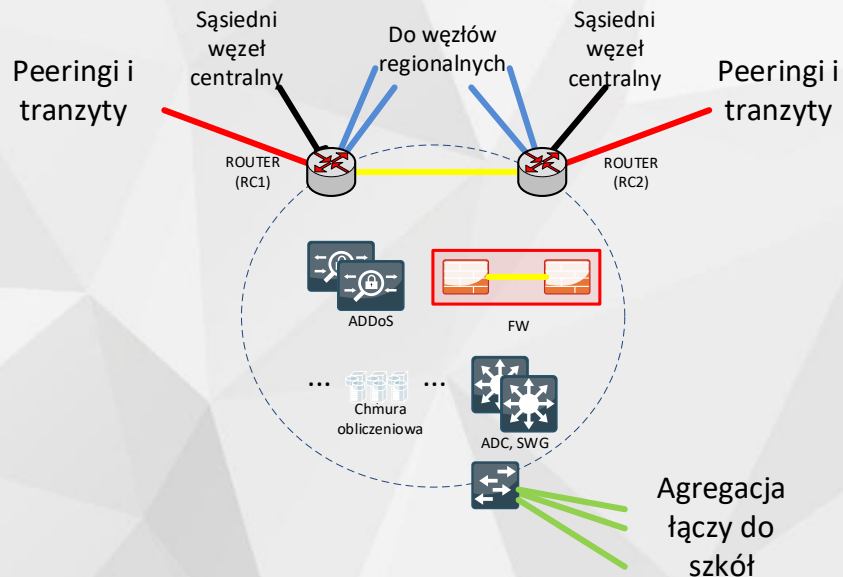 Sąsiedni
węzeł
centralny
Do węzłów
regionalnych
Sąsiedni
węzeł
centralny
Peeringi i
tranzyty
Peeringi i
tranzyty
ROUTER
(RC1)
ROUTER
(RC2)
ADDoS
FW
... ...
Chmura
obliczeniowa
ADC, SWG
Agregacja
łączy do
szkół